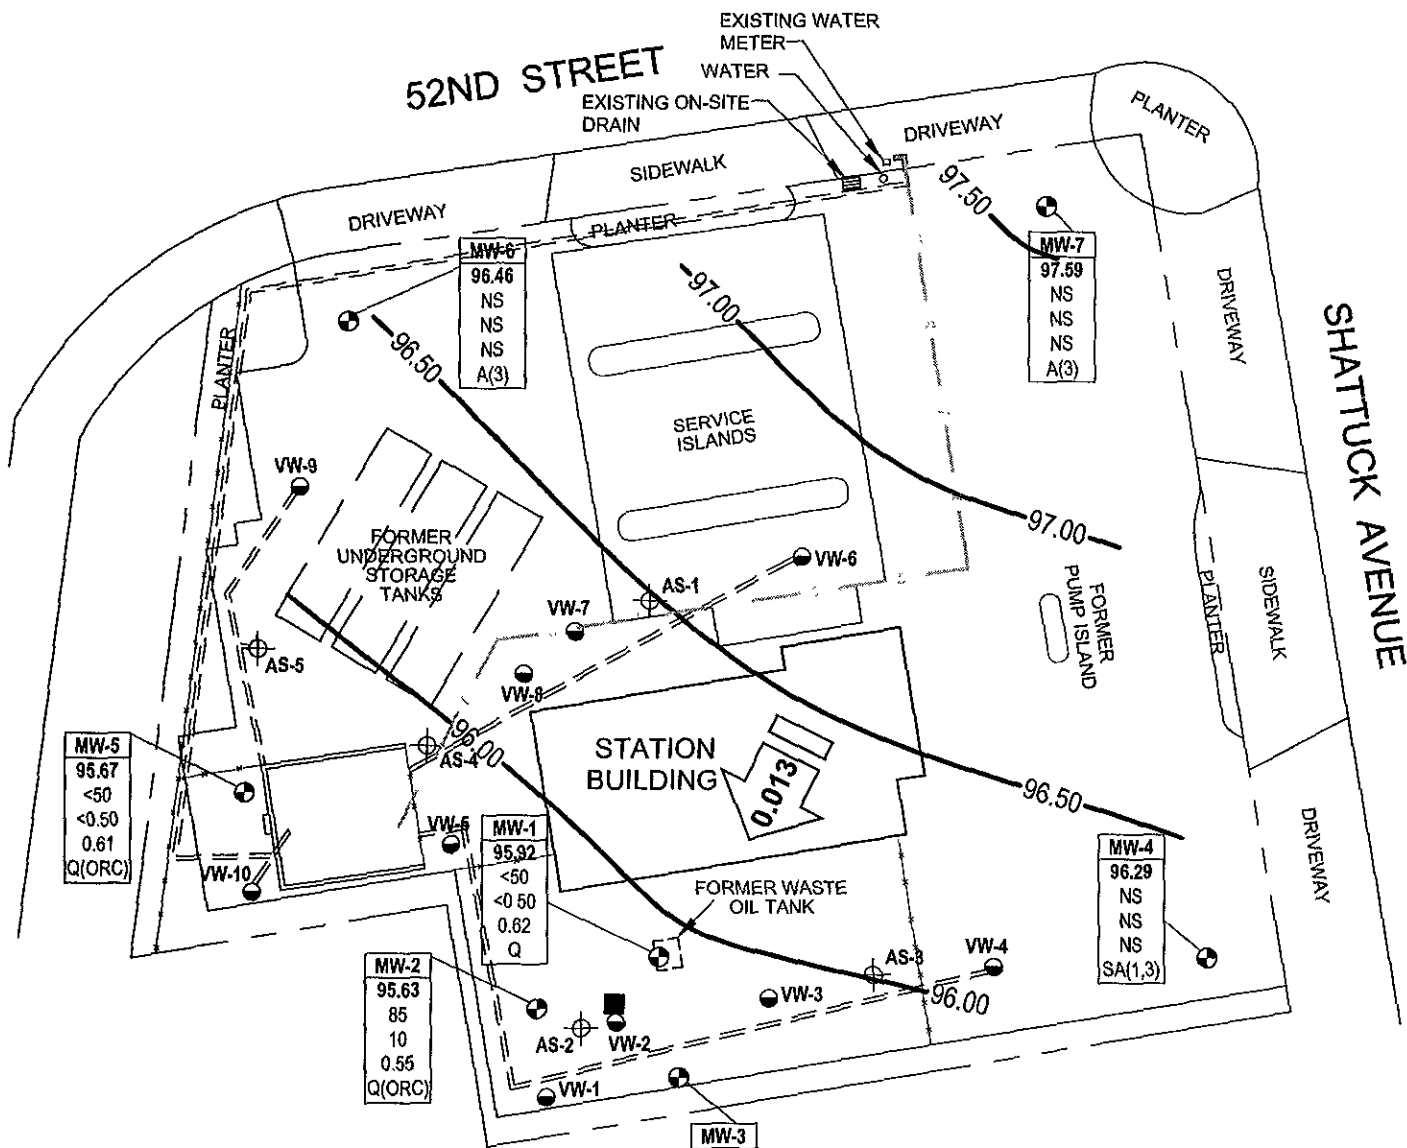 EXISTING WATER
METER
52ND STREET
WATER
EXISTING ON-SITE
DRAIN
DRIVEWAY
PLANTER
SIDEWALK
DRIVEWAY
PLANTER
97.50
MW-6
96.46
NS
NS
NS
A(3)
MW-7
97.59
NS
NS
NS
A(3)
DRIVEWAY
SHATTUCK AVENUE
PLANTER
97.00
96.50
SERVICE
ISLANDS
VW-9
FORMER
UNDERGROUND
STORAGE
TANKS
97.00
VW-6
AS-1
VW-7
FORMER
PUMP ISLAND
PLANTER
SIDEWALK
AS-5
VW-8
MW-5
95.67
<50
<0.50
0.61
Q(ORC)
AS-4
96.00
STATION
BUILDING
0.013
96.50
VW-5
MW-1
95.92
<50
<0 50
0.62
Q
DRIVEWAY
MW-4
96.29
NS
NS
NS
SA(1,3)
VW-10
FORMER WASTE
OIL TANK
MW-2
95.63
85
10
0.55
Q(ORC)
AS-3
VW-4
VW-3
96.00
AS-2
VW-2
VW-1
MW-3